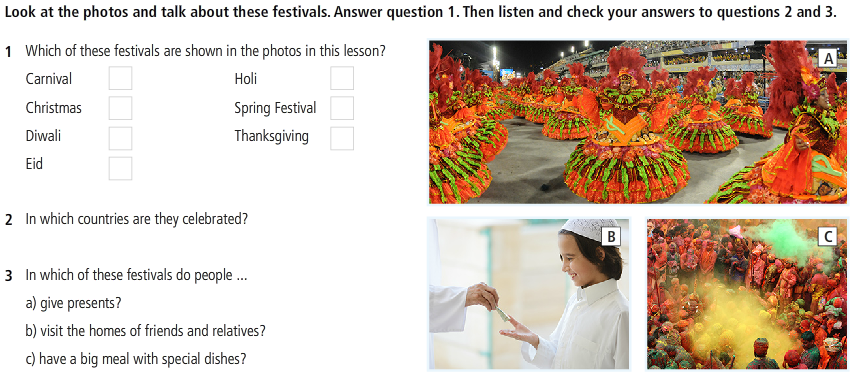 Look at the photos and talk about these festivals. Answer question 1. Then listen and check your answers to questions 2 and 3.
1 Which of these festivals are shown in the photos in this lesson?
Carnival
Holi
Christmas
Spring Festival
Diwali
Thanksgiving
Eid
2 In which countries are they celebrated?
3 In which of these festivals do people ...
a) give presents?
b) visit the homes of friends and relatives?
c) have a big meal with special dishes?
A
B
C